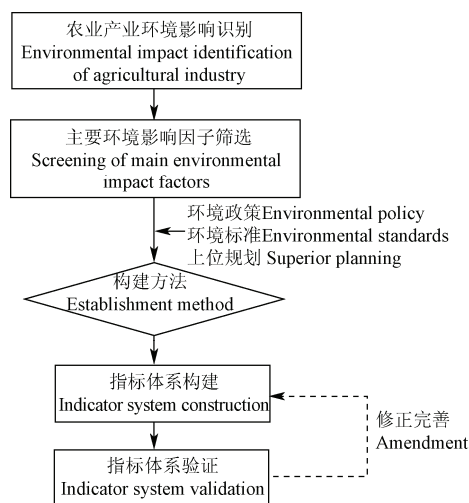 农业产业环境影响识别
Environmental impact identification
of agricultural industry
主要环境影响因子筛选
Screening of main environmental
impact factors
环境政策Environmental policy
环境标准Environmental standards
上位规划 Superior planning
构建方法
Establishment method
指标体系构建
Indicator system construction
修正完善
Amendment
指标体系验证
Indicator system validation